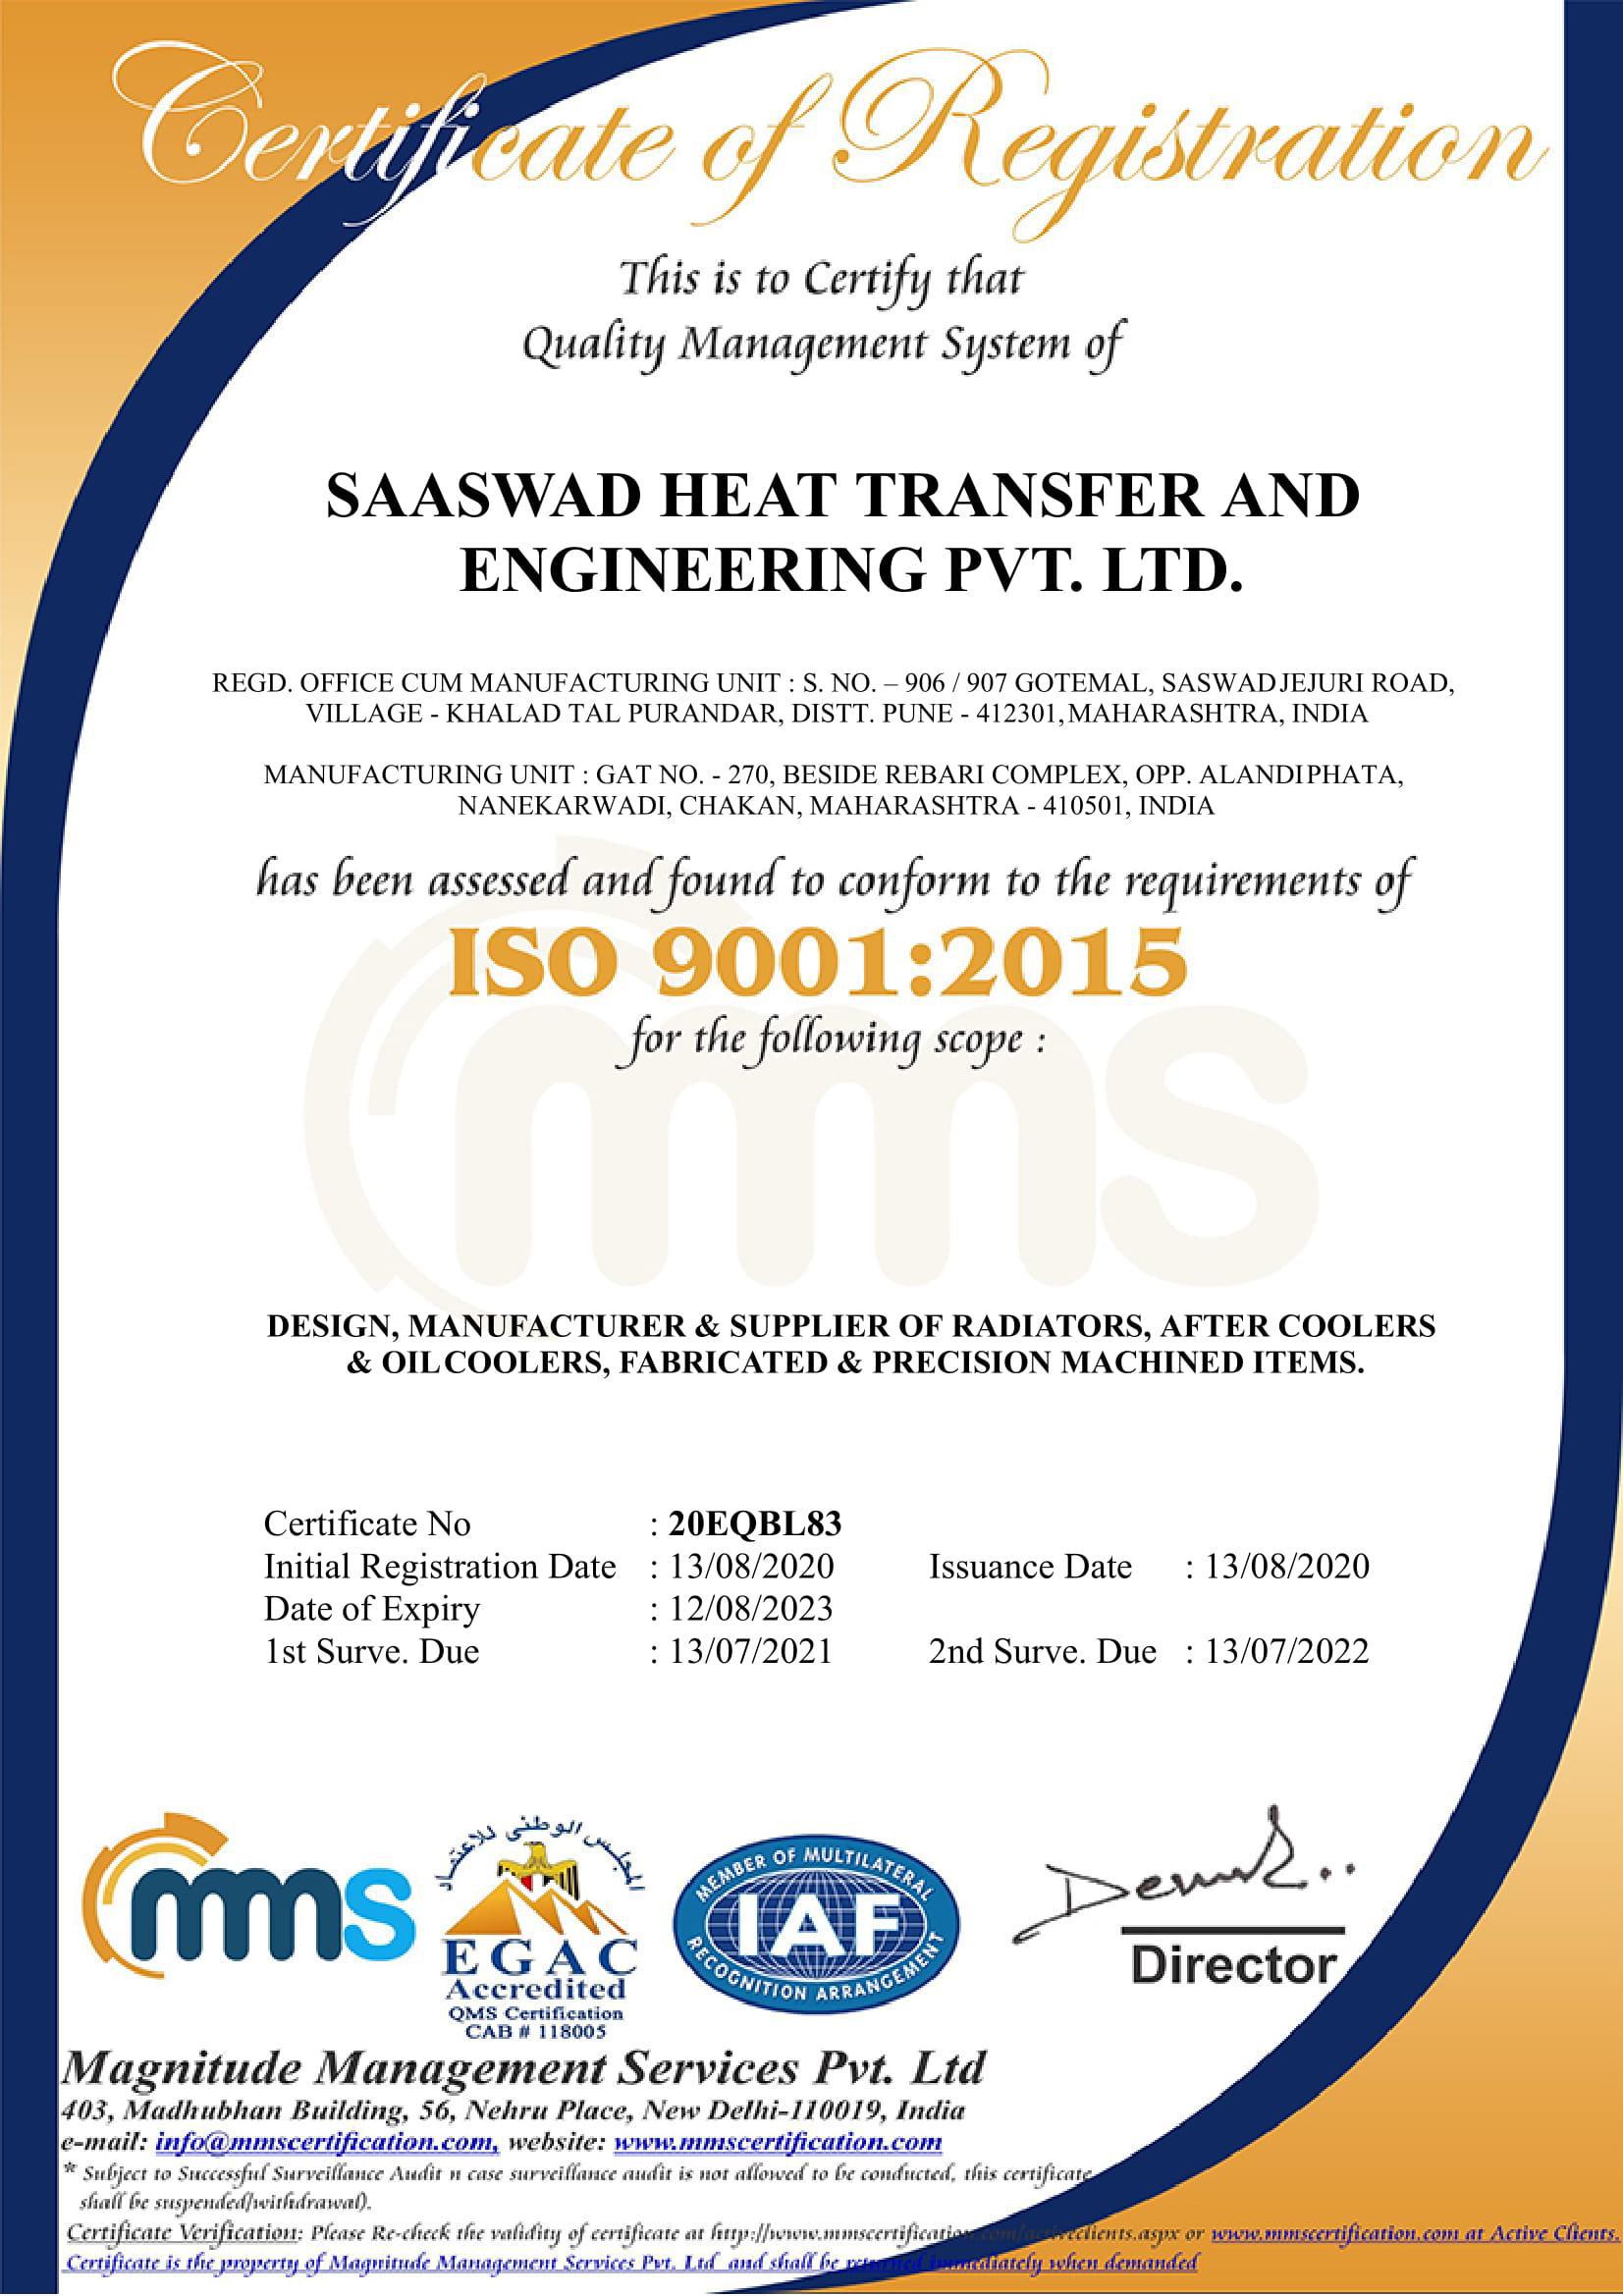 Certificate of Registration
This is to Certify that
Quality Management System of
SAASWAD HEAT TRANSFER AND
ENGINEERING PVT. LTD.
REGD. OFFICE CUM MANUFACTURING UNIT : S. NO. – 906 / 907 GOTEMAL, SASWAD JEJURI ROAD,
VILLAGE - KHALAD TAL PURANDAR, DISTT. PUNE - 412301, MAHARASHTRA, INDIA
MANUFACTURING UNIT : GAT NO. - 270, BESIDE REBARI COMPLEX, OPP. ALANDI PHATA,
NANEKARWADI, CHAKAN, MAHARASHTRA - 410501, INDIA
has been assessed and found to conform to the requirements of
ISO 9001:2015
for the following scope :
mms
DESIGN, MANUFACTURER & SUPPLIER OF RADIATORS, AFTER COOLERS
& OIL COOLERS, FABRICATED & PRECISION MACHINED ITEMS.
Certificate No : 20EQBL83
Initial Registration Date : 13/08/2020 Issuance Date : 13/08/2020
Date of Expiry : 12/08/2023
1st Surve. Due : 13/07/2021 2nd Surve. Due : 13/07/2022
mms
المجلس الوطنى للاعتماد
EGAC
Accredited
QMS Certification
CAB # 118005
MEMBER OF MULTILATERAL
IAF
RECOGNITION ARRANGEMENT
Director
Magnitude Management Services Pvt. Ltd
403, Madhubhan Building, 56, Nehru Place, New Delhi-110019, India
e-mail: info@mmscertification.com, website: www.mmscertification.com
* Subject to Successful Surveillance Audit n case surveillance audit is not allowed to be conducted, this certificate
shall be suspended/withdrawal).
Certificate Verification: Please Re-check the validity of certificate at http://www.mmscertification.com/activeclients.aspx or www.mmscertification.com at Active Clients.
Certificate is the property of Magnitude Management Services Pvt. Ltd and shall be returned immediately when demanded